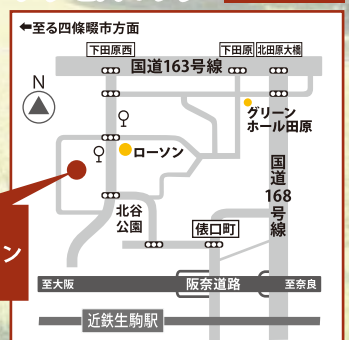 ←至る四條畷市方面
下田原西
下田原
北田原大橋
国道163号線
N
グリーン
ホール田原
ローソン
国道168号線
北谷
公園
俵口町
ン
至大阪
阪奈道路
至奈良
近鉄生駒駅